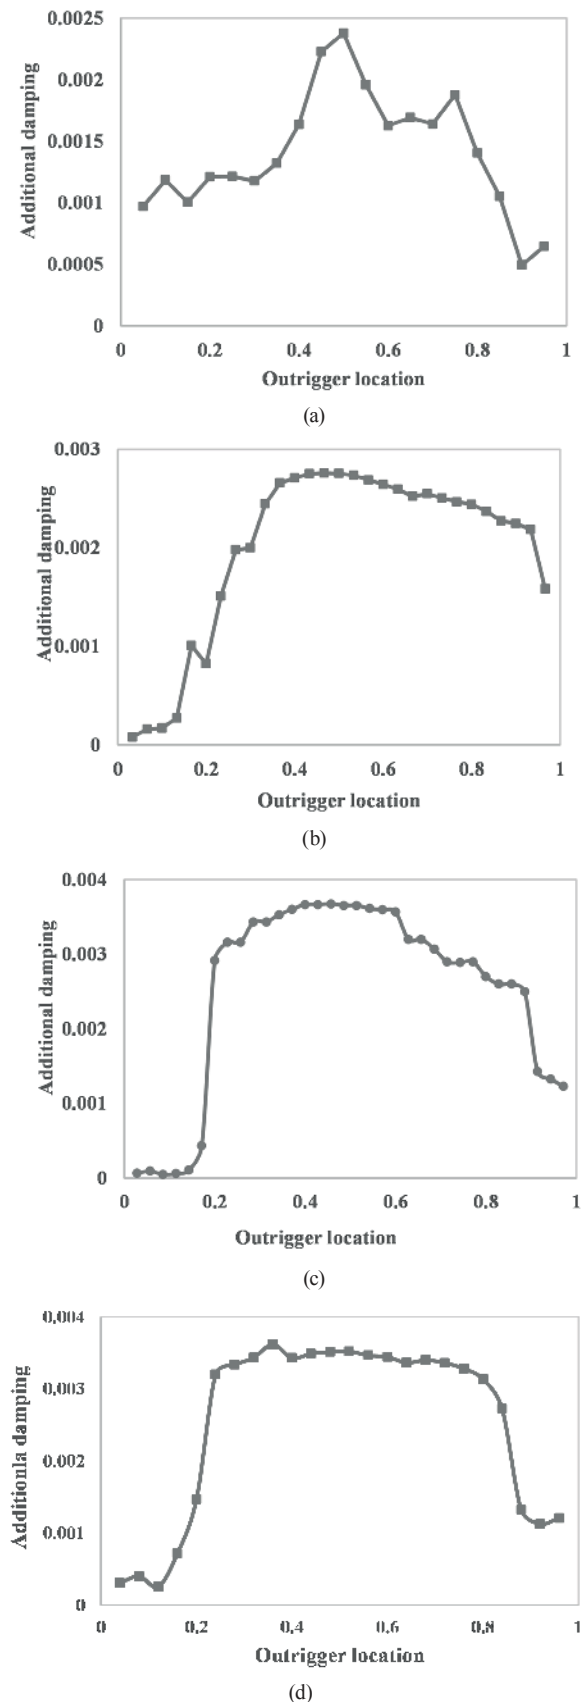 0.0025
0.002
0.0015
0.001
0.0005
0
Additional damping
0 0.2 0.4 0.6 0.8 1
Outrigger location
(a)
0.003
0.002
0.001
0
Additional damping
0 0.2 0.4 0.6 0.8 1
Outrigger location
(b)
0.004
0.003
0.002
0.001
0
Additional damping
0 0.2 0.4 0.6 0.8 1
Outrigger location
(c)
0.004
0.003
0.002
0.001
0
Additionla damping
0 0.2 0.4 0.6 0.8 1
Outrigger location
(d)